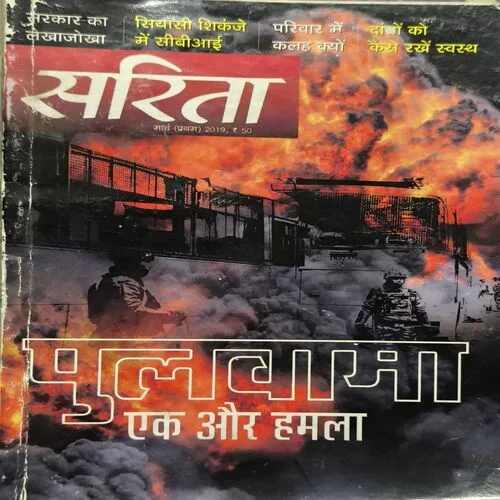 सरकार का
लेखाजोखा
सियासी शिकंजे
में सीबीआई
परिवार में
कलह क्यों
दांतों को
कैसे रखें स्वस्थ
सरिता
मार्च (प्रथम) 2019, ₹ 50
पुलवामा
एक और हमला